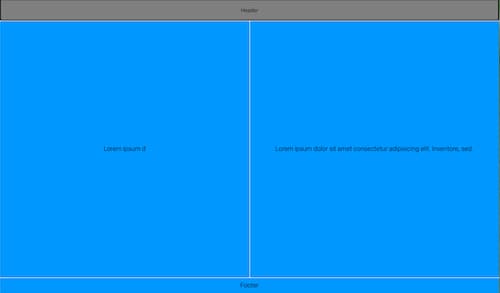 Header
Lorem ipsum d
Lorem ipsum dolor sit amet consectetur adipisicing elit. Inventore, sed.
Footer